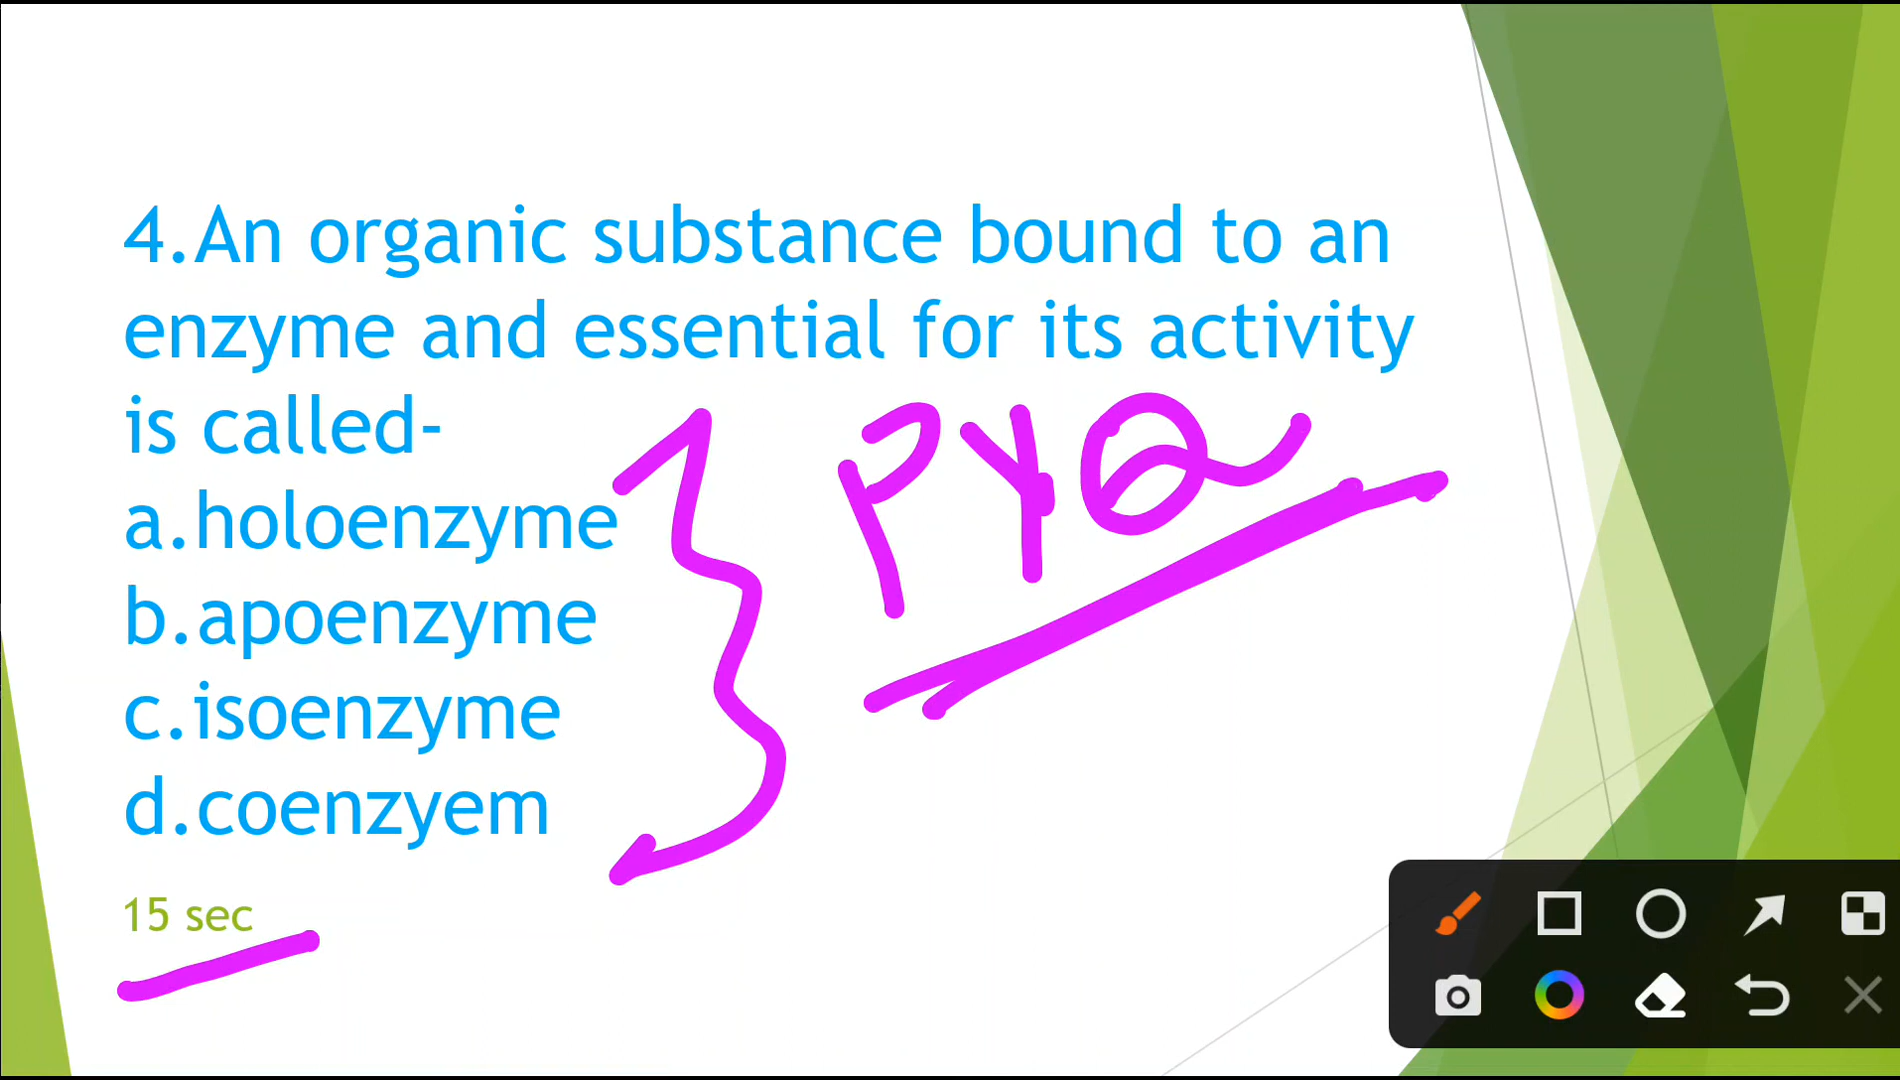 4.An organic substance bound to an
enzyme and essential for its activity
is called-
PYQ
a.holoenzyme
b.apoenzyme
c.isoenzyme
d.coenzyem
15 sec